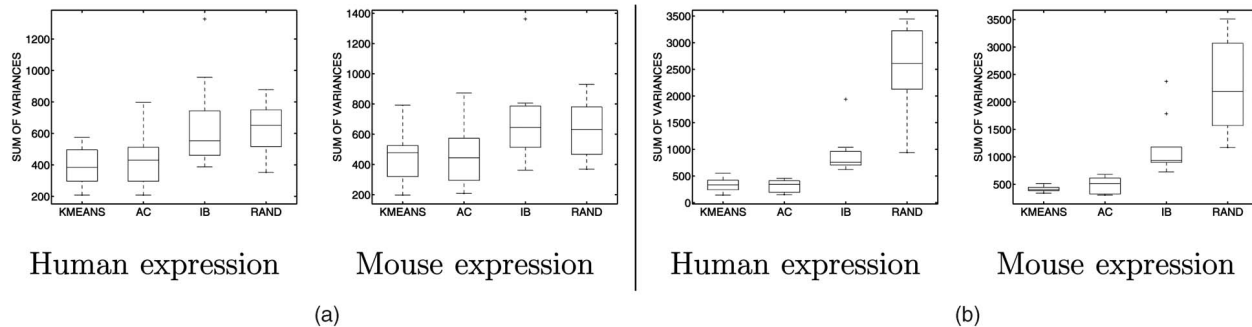 SUM OF VARIANCES
1200
1000
800
600
400
200
KMEANS AC IB RAND
Human expression
SUM OF VARIANCES
1400
1200
1000
800
600
400
200
KMEANS AC IB RAND
Mouse expression
(a)
SUM OF VARIANCES
3500
3000
2500
2000
1500
1000
500
0
KMEANS AC IB RAND
Human expression
SUM OF VARIANCES
3500
3000
2500
2000
1500
1000
500
KMEANS AC IB RAND
Mouse expression
(b)